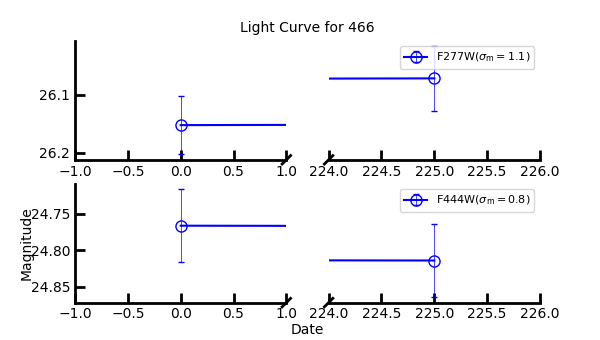 Light Curve for 466
F277W(σm = 1.1)
26.1
26.2
−1.0 −0.5 0.0 0.5 1.0 224.0 224.5 225.0 225.5 226.0
F444W(σm = 0.8)
24.75
24.80
24.85
Magnitude
−1.0 −0.5 0.0 0.5 1.0 224.0 224.5 225.0 225.5 226.0
Date